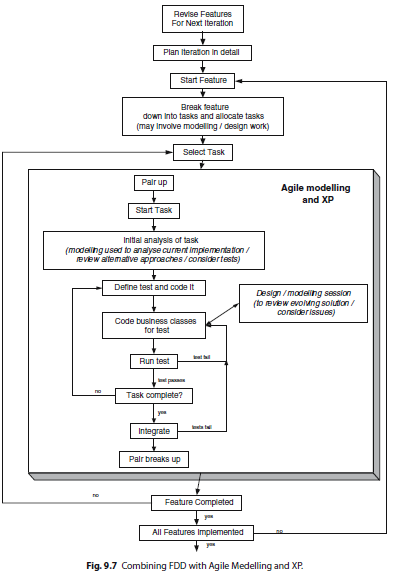 Revise Features
For Next Iteration
Plan Iteration in detail
Start Feature
Break feature
down into tasks and allocate tasks
(may involve modelling / design work)
Select Task
Pair up
Agile modelling
and XP
Start Task
Initial analysis of task
(modelling used to analyse current implementation /
review alternative approaches / consider tests)
Define test and code it
Design / modelling session
(to review evolving solution /
consider issues)
Code business classes
for test
Run test
test fail
test passes
no
Task complete?
yes
Integrate
tests fail
Pair breaks up
no
Feature Completed
yes
All Features Implemented
no
yes
Fig. 9.7 Combining FDD with Agile Medelling and XP.